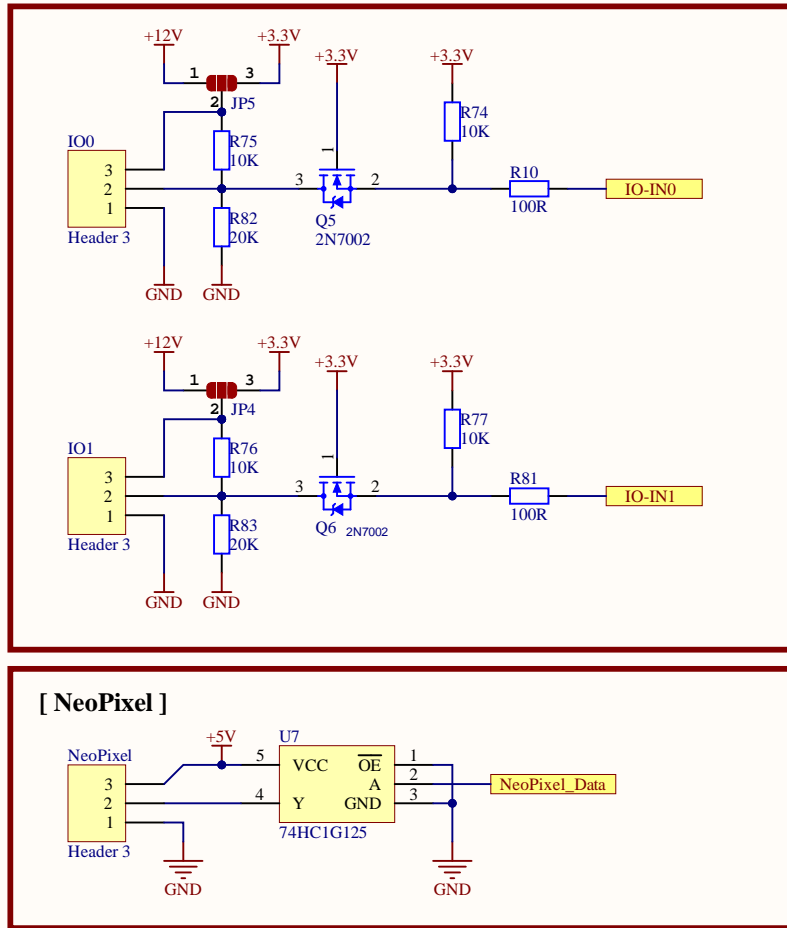 +12V +3.3V +3.3V +3.3V
1 3
2 JP5
R75
10K
R74
10K
IO0
3
2
1
Header 3
1
3 2
R10
100R
IO-IN0
R82
20K
Q5
2N7002
GND GND
+12V +3.3V +3.3V +3.3V
1 3
2 JP4
R76
10K
R77
10K
IO1
3
2
1
Header 3
1
3 2
R81
100R
IO-IN1
R83
20K
Q6 2N7002
GND GND
[ NeoPixel ]
+5V
NeoPixel
3
2
1
Header 3
U7
5 VCC OE 1
A 2
4 Y GND 3
74HC1G125
NeoPixel_Data
GND GND